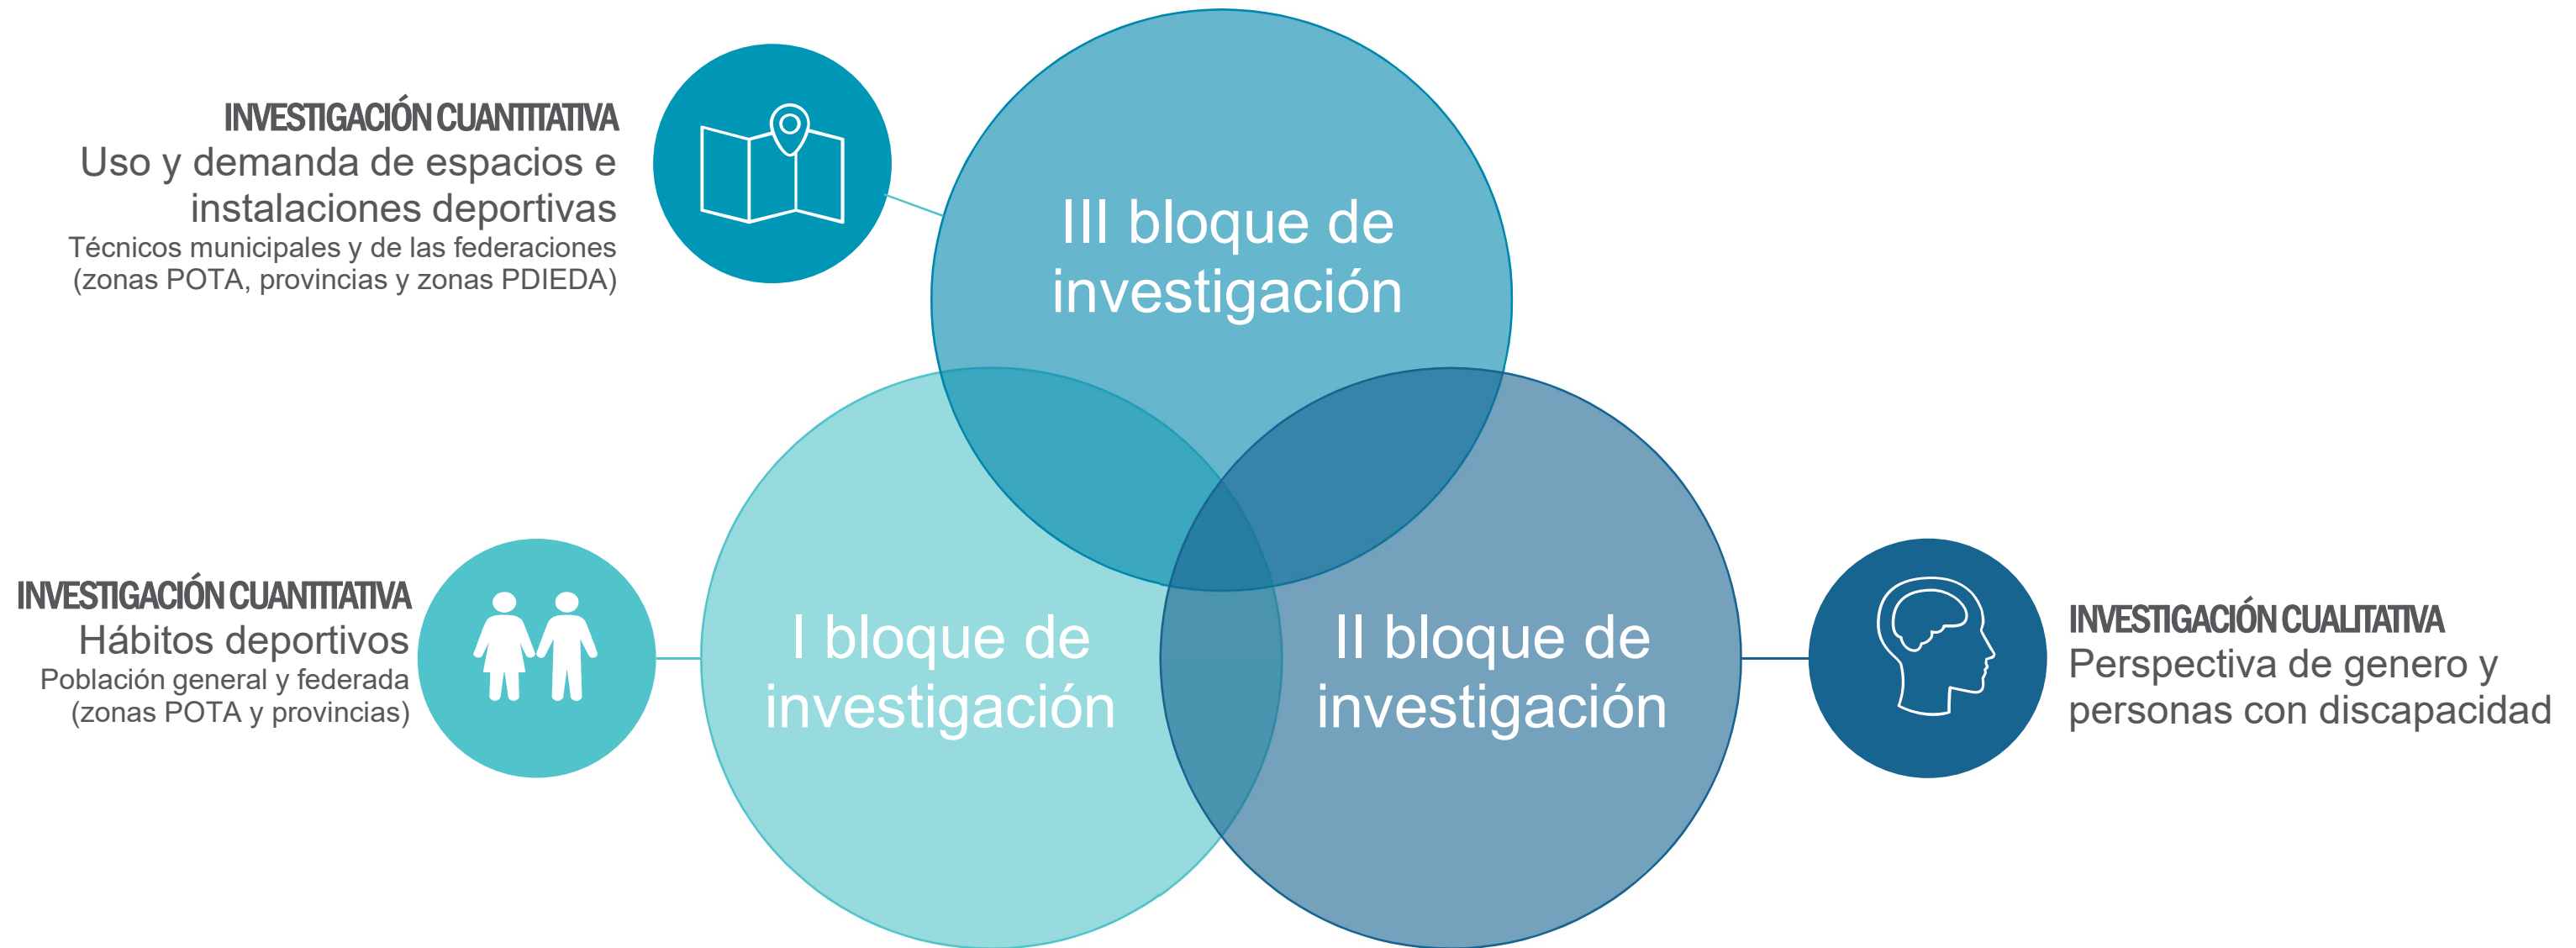 INVESTIGACIÓN CUANTITATIVA
Uso y demanda de espacios e
instalaciones deportivas
Técnicos municipales y de las federaciones
(zonas POTA, provincias y zonas PDIEDA)
III bloque de
investigación
INVESTIGACIÓN CUANTITATIVA
Hábitos deportivos
Población general y federada
(zonas POTA y provincias)
I bloque de
investigación
II bloque de
investigación
INVESTIGACIÓN CUALITATIVA
Perspectiva de genero y
personas con discapacidad